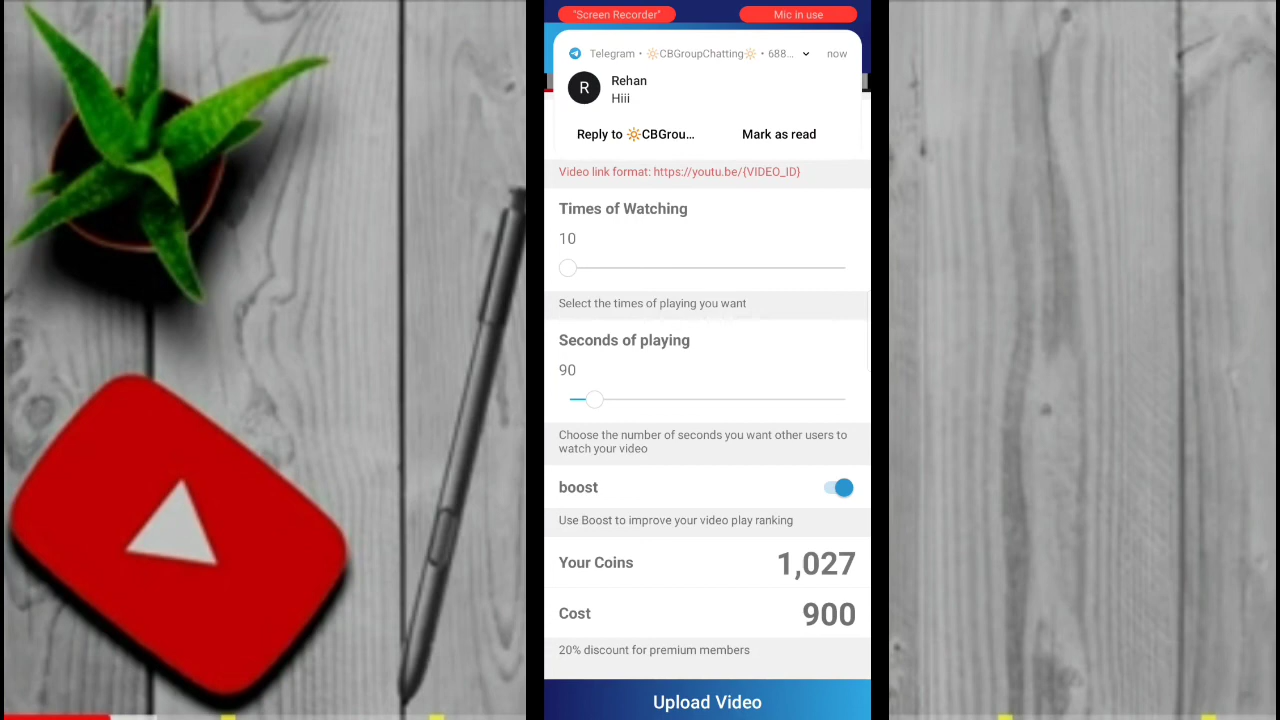 "Screen Recorder"
Mic in use
Telegram • 🔆CBGroupChatting🔆 • 688... now
R
Rehan
Hiii
Reply to 🔆CBGrou... Mark as read
Video link format: https://youtu.be/{VIDEO_ID}
Times of Watching
10
Select the times of playing you want
Seconds of playing
90
Choose the number of seconds you want other users to
watch your video
boost
Use Boost to improve your video play ranking
Your Coins 1,027
Cost 900
20% discount for premium members
Upload Video